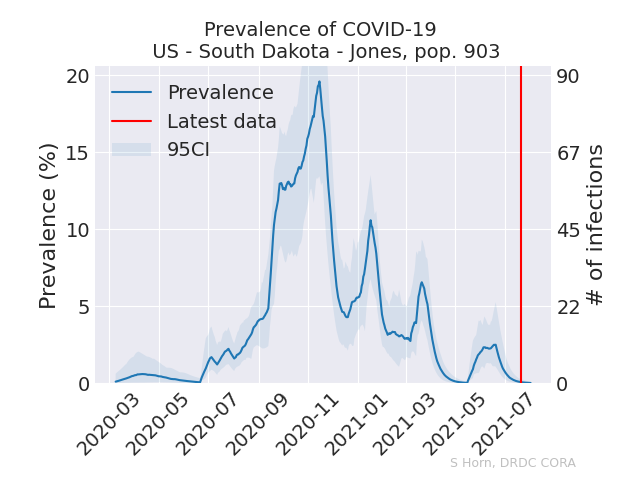 Prevalence of COVID-19
US - South Dakota - Jones, pop. 903
Prevalence
Latest data
95CI
Prevalence (%)
20
15
10
5
0
90
67
45
22
0
# of infections
2020-03
2020-05
2020-07
2020-09
2020-11
2021-01
2021-03
2021-05
2021-07
S Horn, DRDC CORA